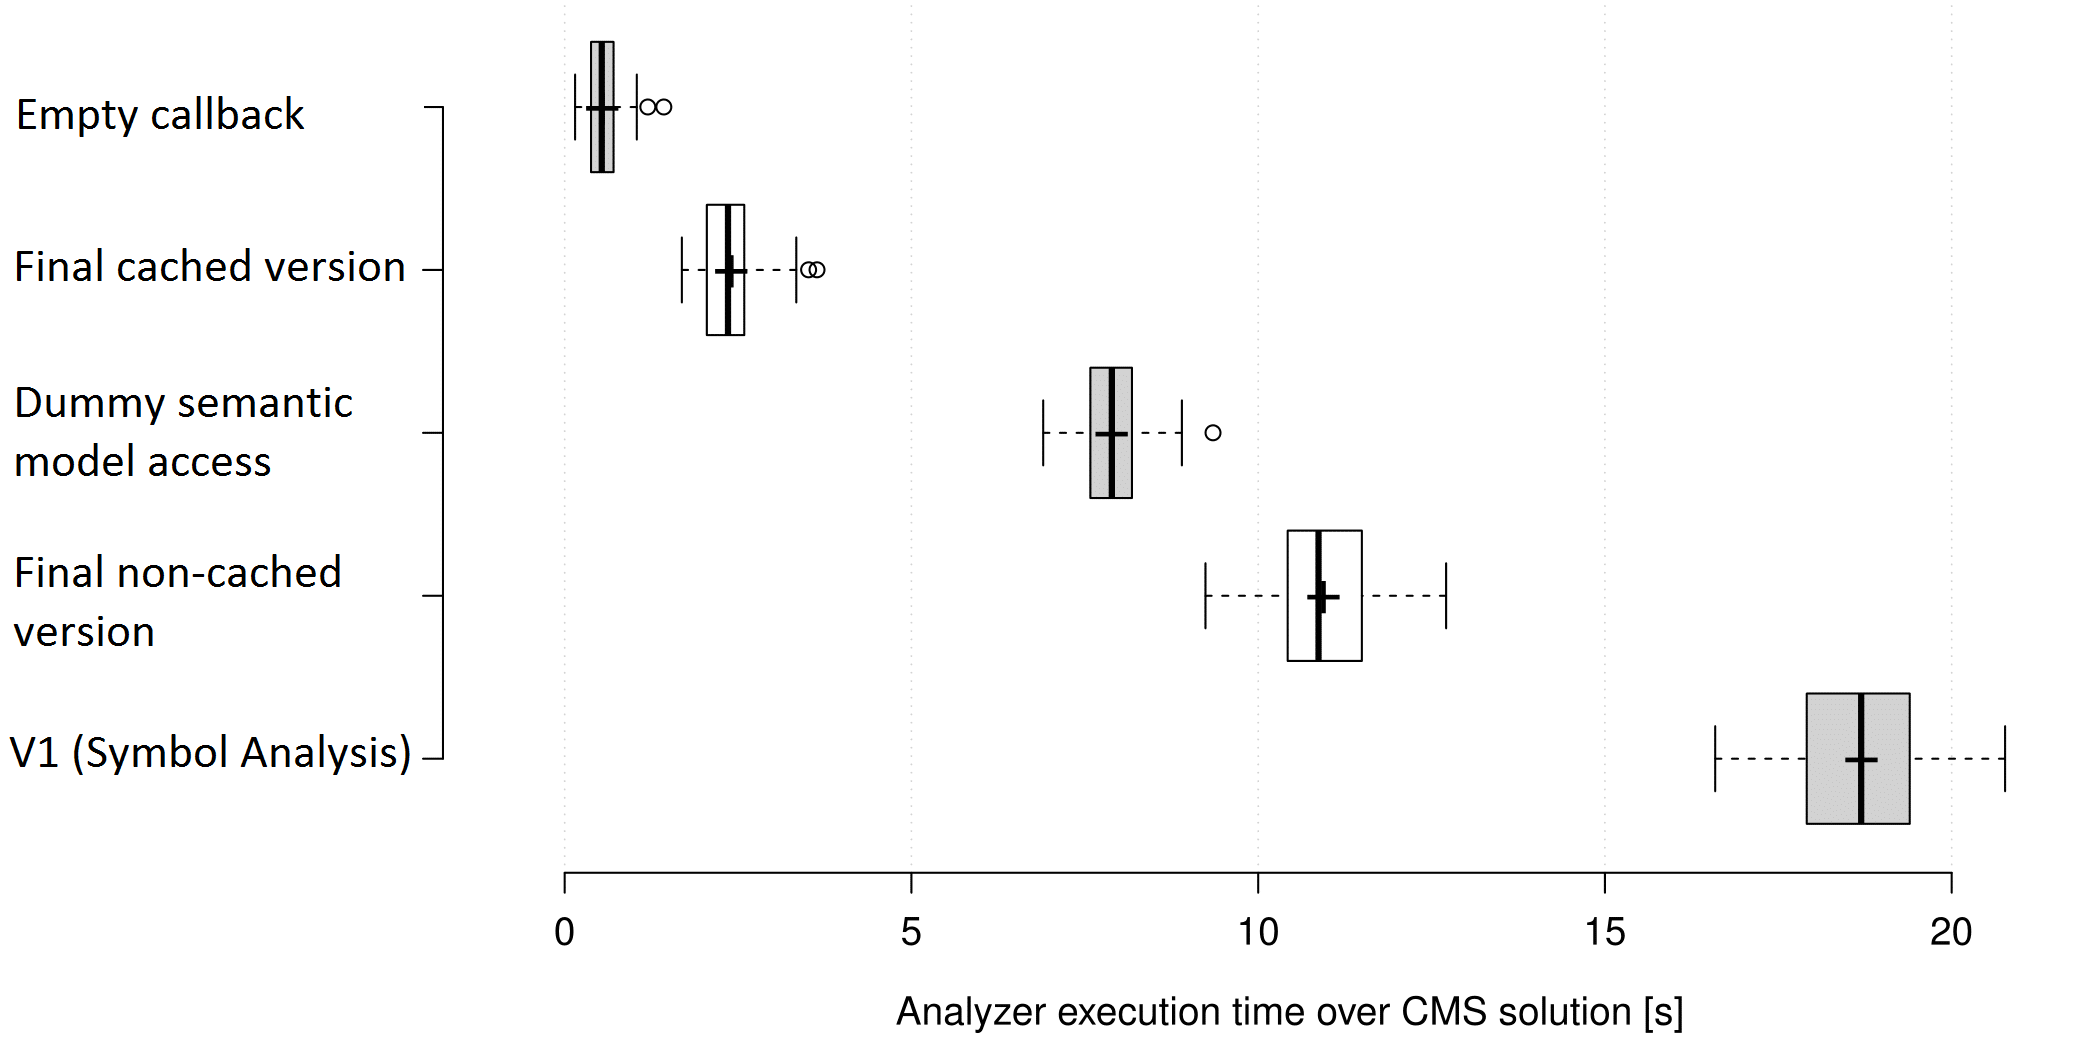 Empty callback
Final cached version
Dummy semantic
model access
Final non-cached
version
V1 (Symbol Analysis)
0 5 10 15 20
Analyzer execution time over CMS solution [s]